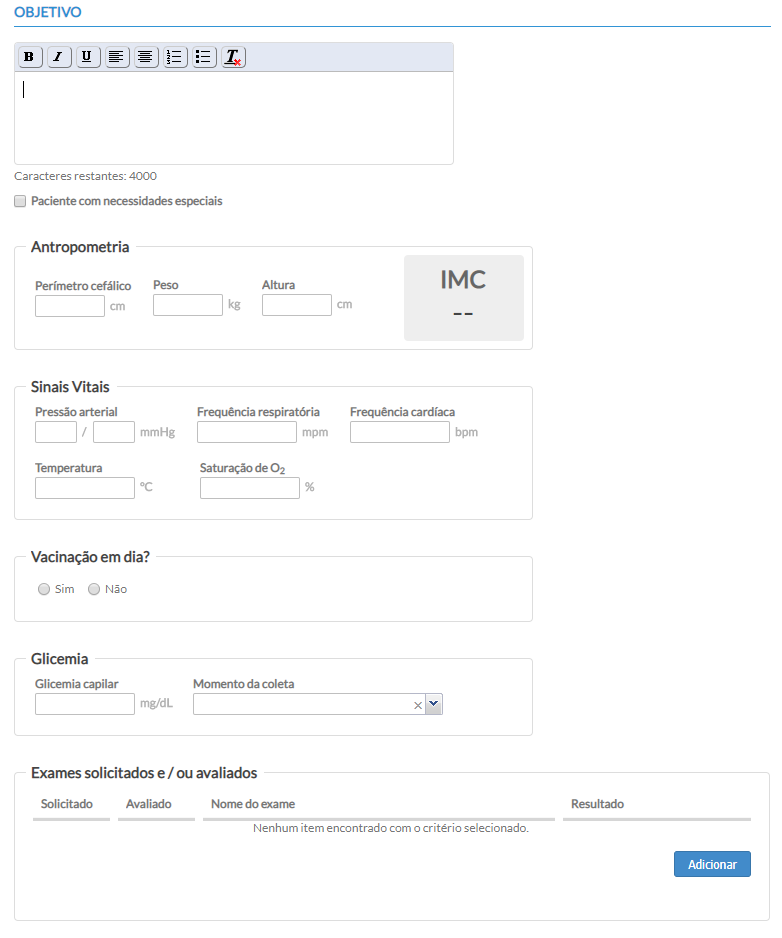 OBJETIVO
B I U T
Caracteres restantes: 4000
Paciente com necessidades especiais
Antropometria
Perímetro cefálico Peso Altura IMC
cm kg cm --
Sinais Vitais
Pressão arterial Frequência respiratória Frequência cardíaca
/ mmHg mpm bpm
Temperatura Saturação de O2
ºC %
Vacinação em dia?
Sim Não
Glicemia
Glicemia capilar Momento da coleta
mg/dL
Exames solicitados e / ou avaliados
Solicitado Avaliado Nome do exame Resultado
Nenhum item encontrado com o critério selecionado.
Adicionar